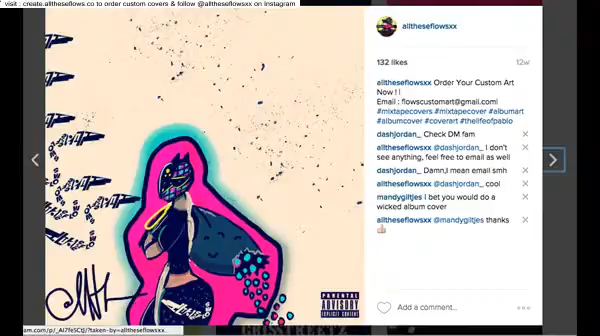 visit : create.alltheseflows.co to order custom covers & follow @alltheseflowsxx on Instagram
alltheseflowsxx
132 likes
12w
alltheseflowsxx Order Your Custom Art
Now ! |
Email : flowscustomart@gmail.com|
#mixtapecovers #mixtapecover #albumart
#albumcover #coverart #thelifeofpablo
dashjordan_ Check DM fam
alltheseflowsxx @dashjordan_ I don't
see anything, feel free to email as well
dashjordan_ Damn,I mean email smh
alltheseflowsxx @dashjordan_ cool
mandygiltjes I bet you would do a
wicked album cover
alltheseflowsxx @mandygiltjes thanks
PARENTAL
ADVISORY
EXPLICIT CONTENT
Add a comment...